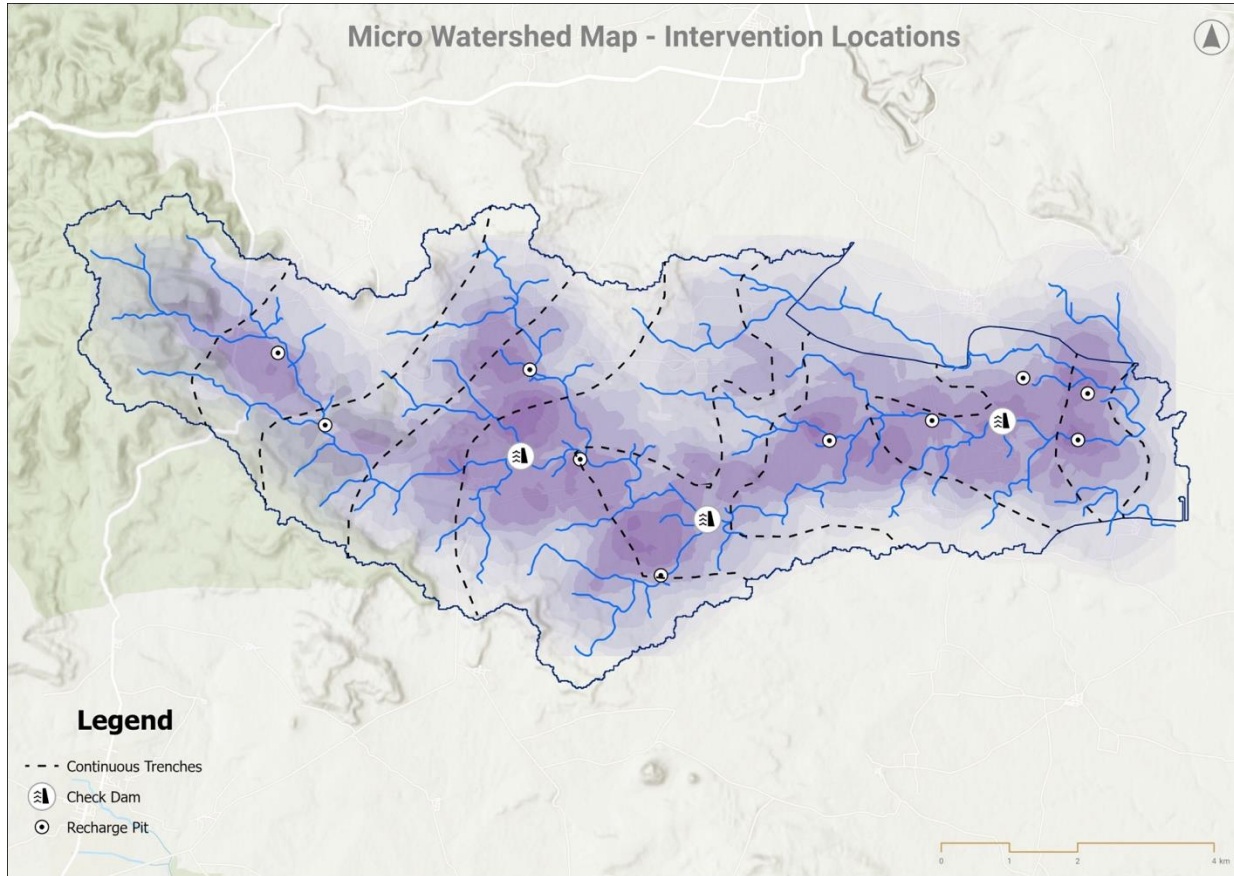 Micro Watershed Map - Intervention Locations
Legend
Continuous Trenches
Check Dam
Recharge Pit
0 1 2 4 km